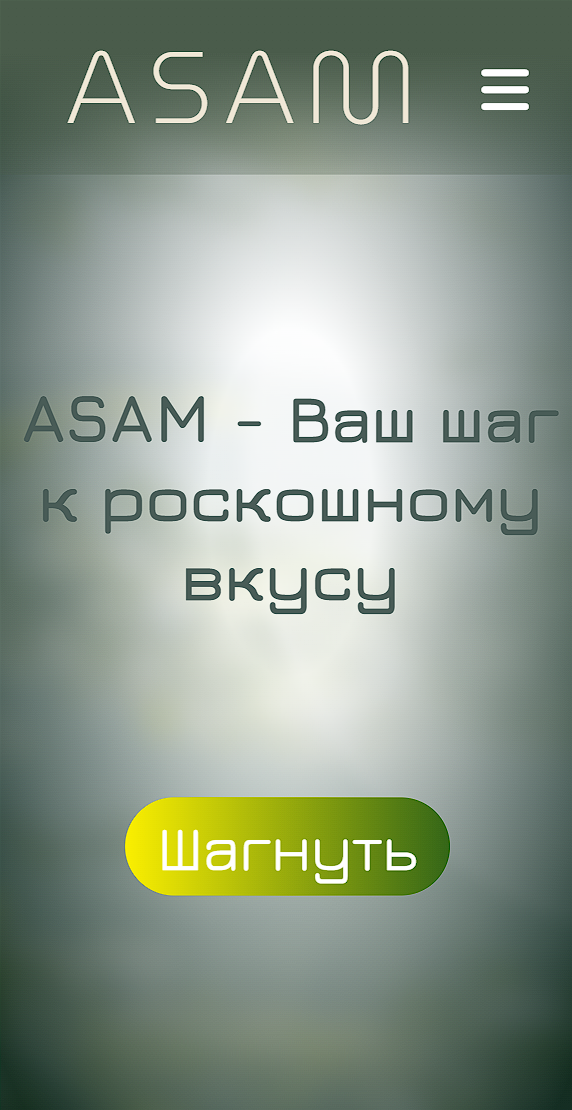 ASAM
ASAM - Ваш шаг
к роскошному
вкусу
Шагнуть